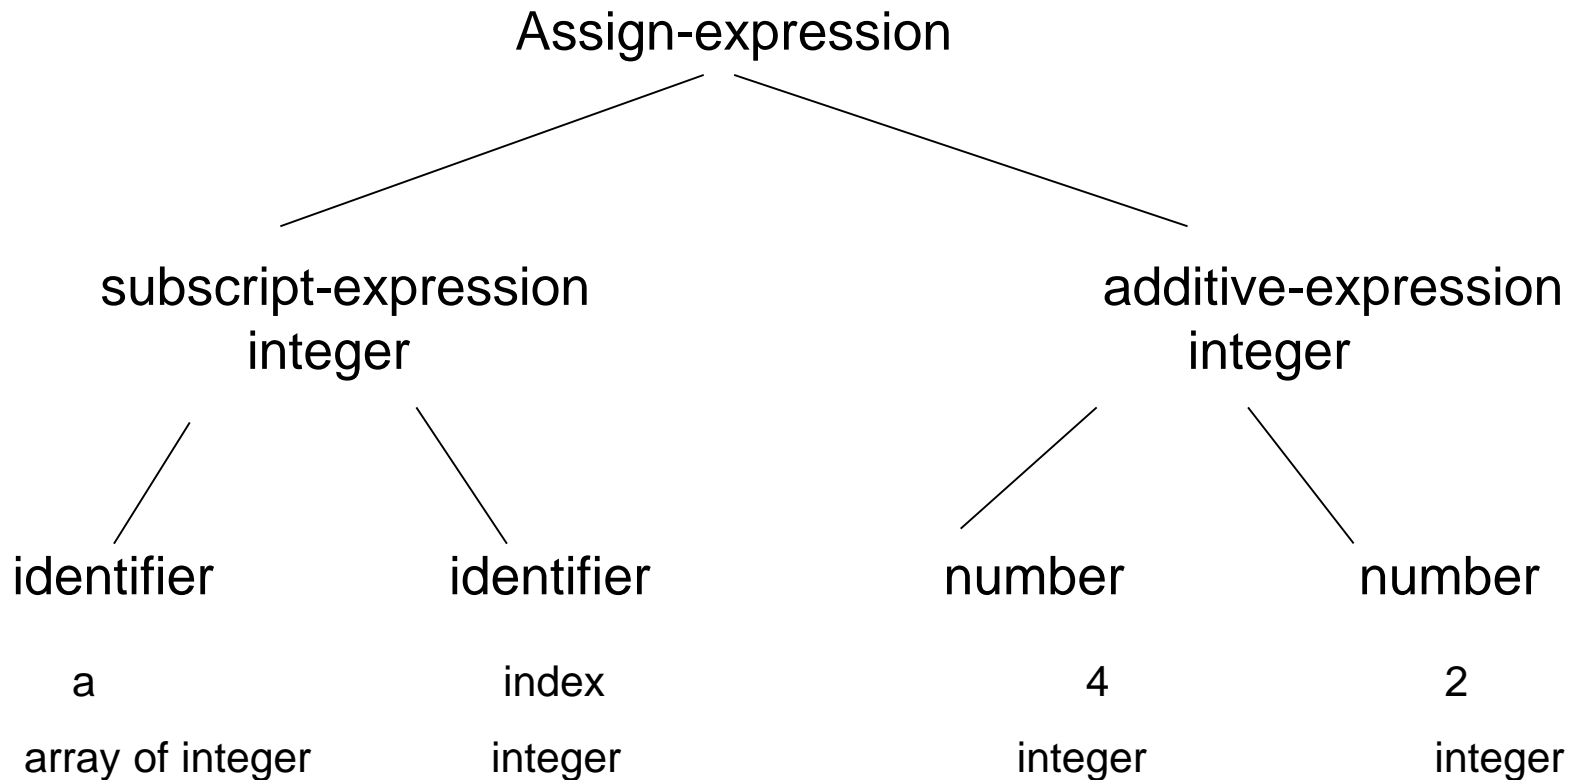 Assign-expression
subscript-expression additive-expression
integer integer
identifier identifier number number
a index 4 2
array of integer integer integer integer